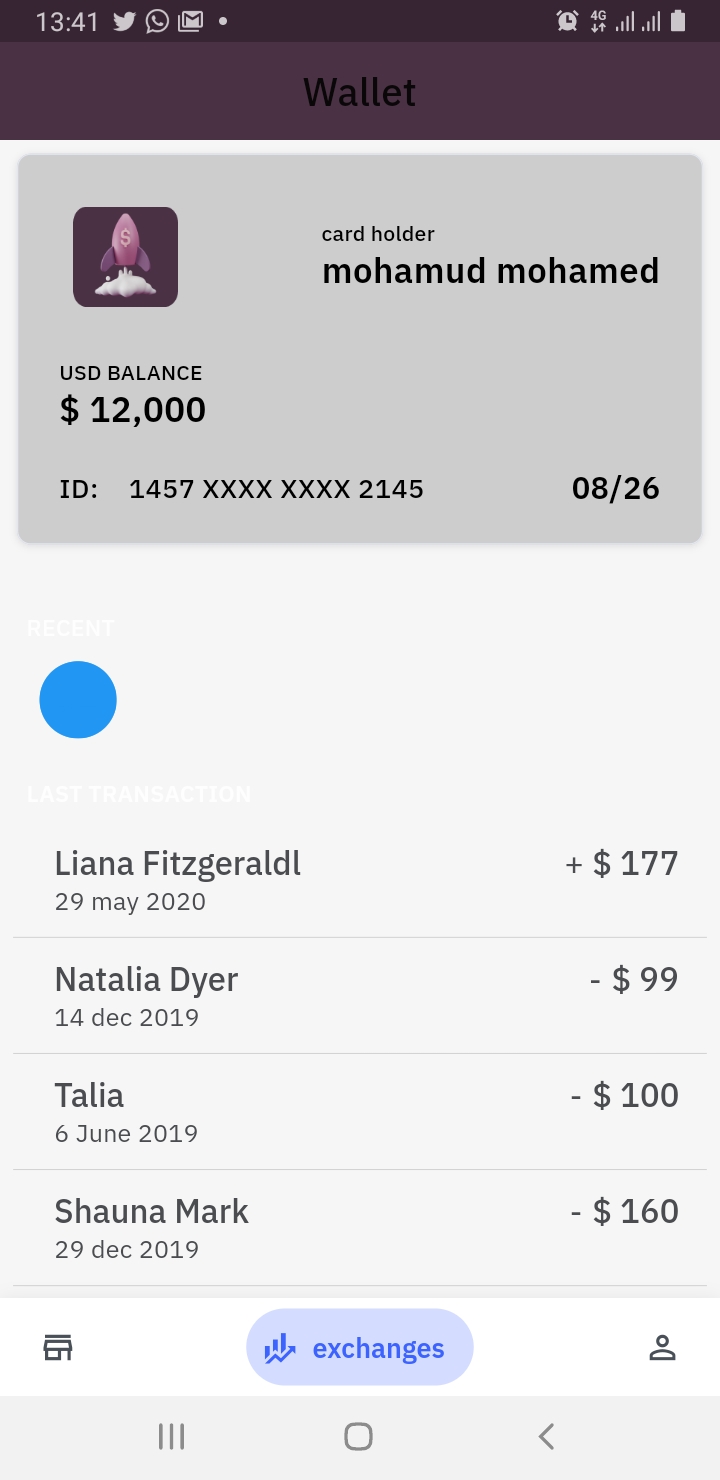 13:41
4G
Wallet
$
card holder
mohamud mohamed
USD BALANCE
$ 12,000
ID: 1457 XXXX XXXX 2145 08/26
RECENT
LAST TRANSACTION
Liana Fitzgeraldl + $ 177
29 may 2020
Natalia Dyer - $ 99
14 dec 2019
Talia - $ 100
6 June 2019
Shauna Mark - $ 160
29 dec 2019
exchanges